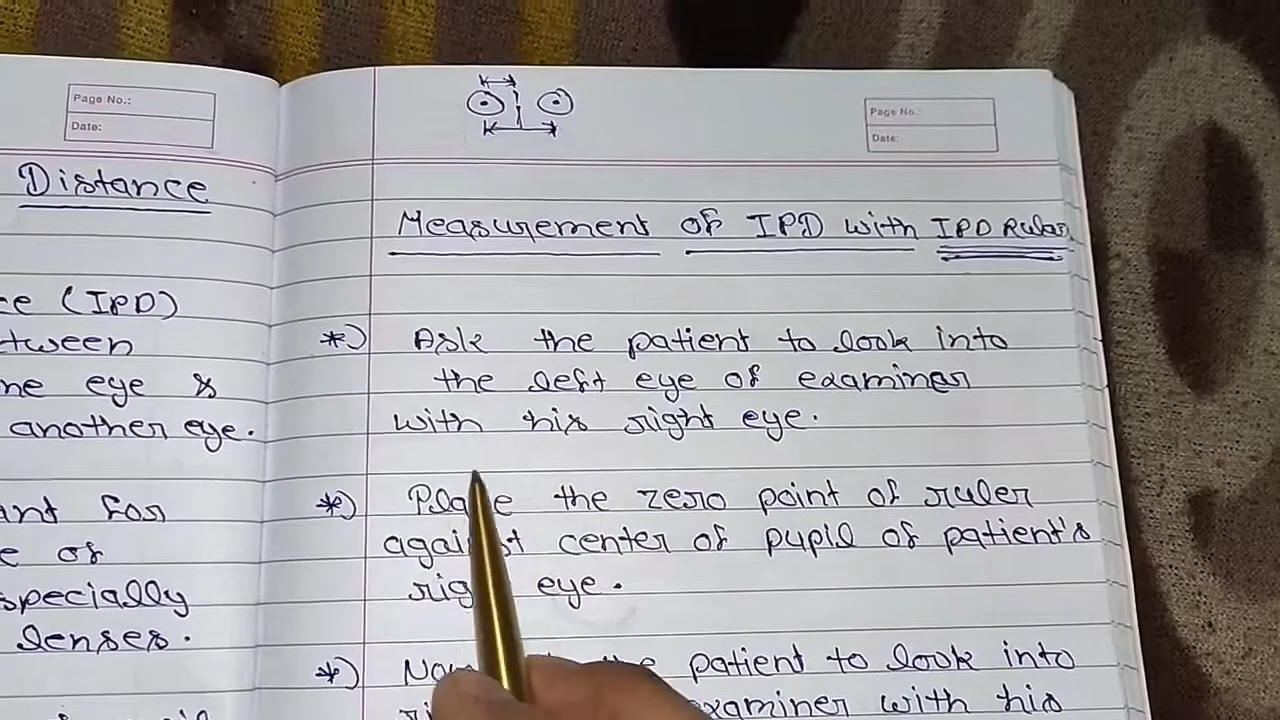 Page No.:
Date:
Distance
ce (IPD)
tween
ne eye &
another eye.
ant for
e of
specially
lenses.
Page No.:
Date:
Measurement of IPD with IPD Ruler
*) Ask the patient to look into
the left eye of examiner
with his right eye.
*) Place the zero point of ruler
against center of pupil of patient's
right eye.
*) the patient to look into
examiner with his